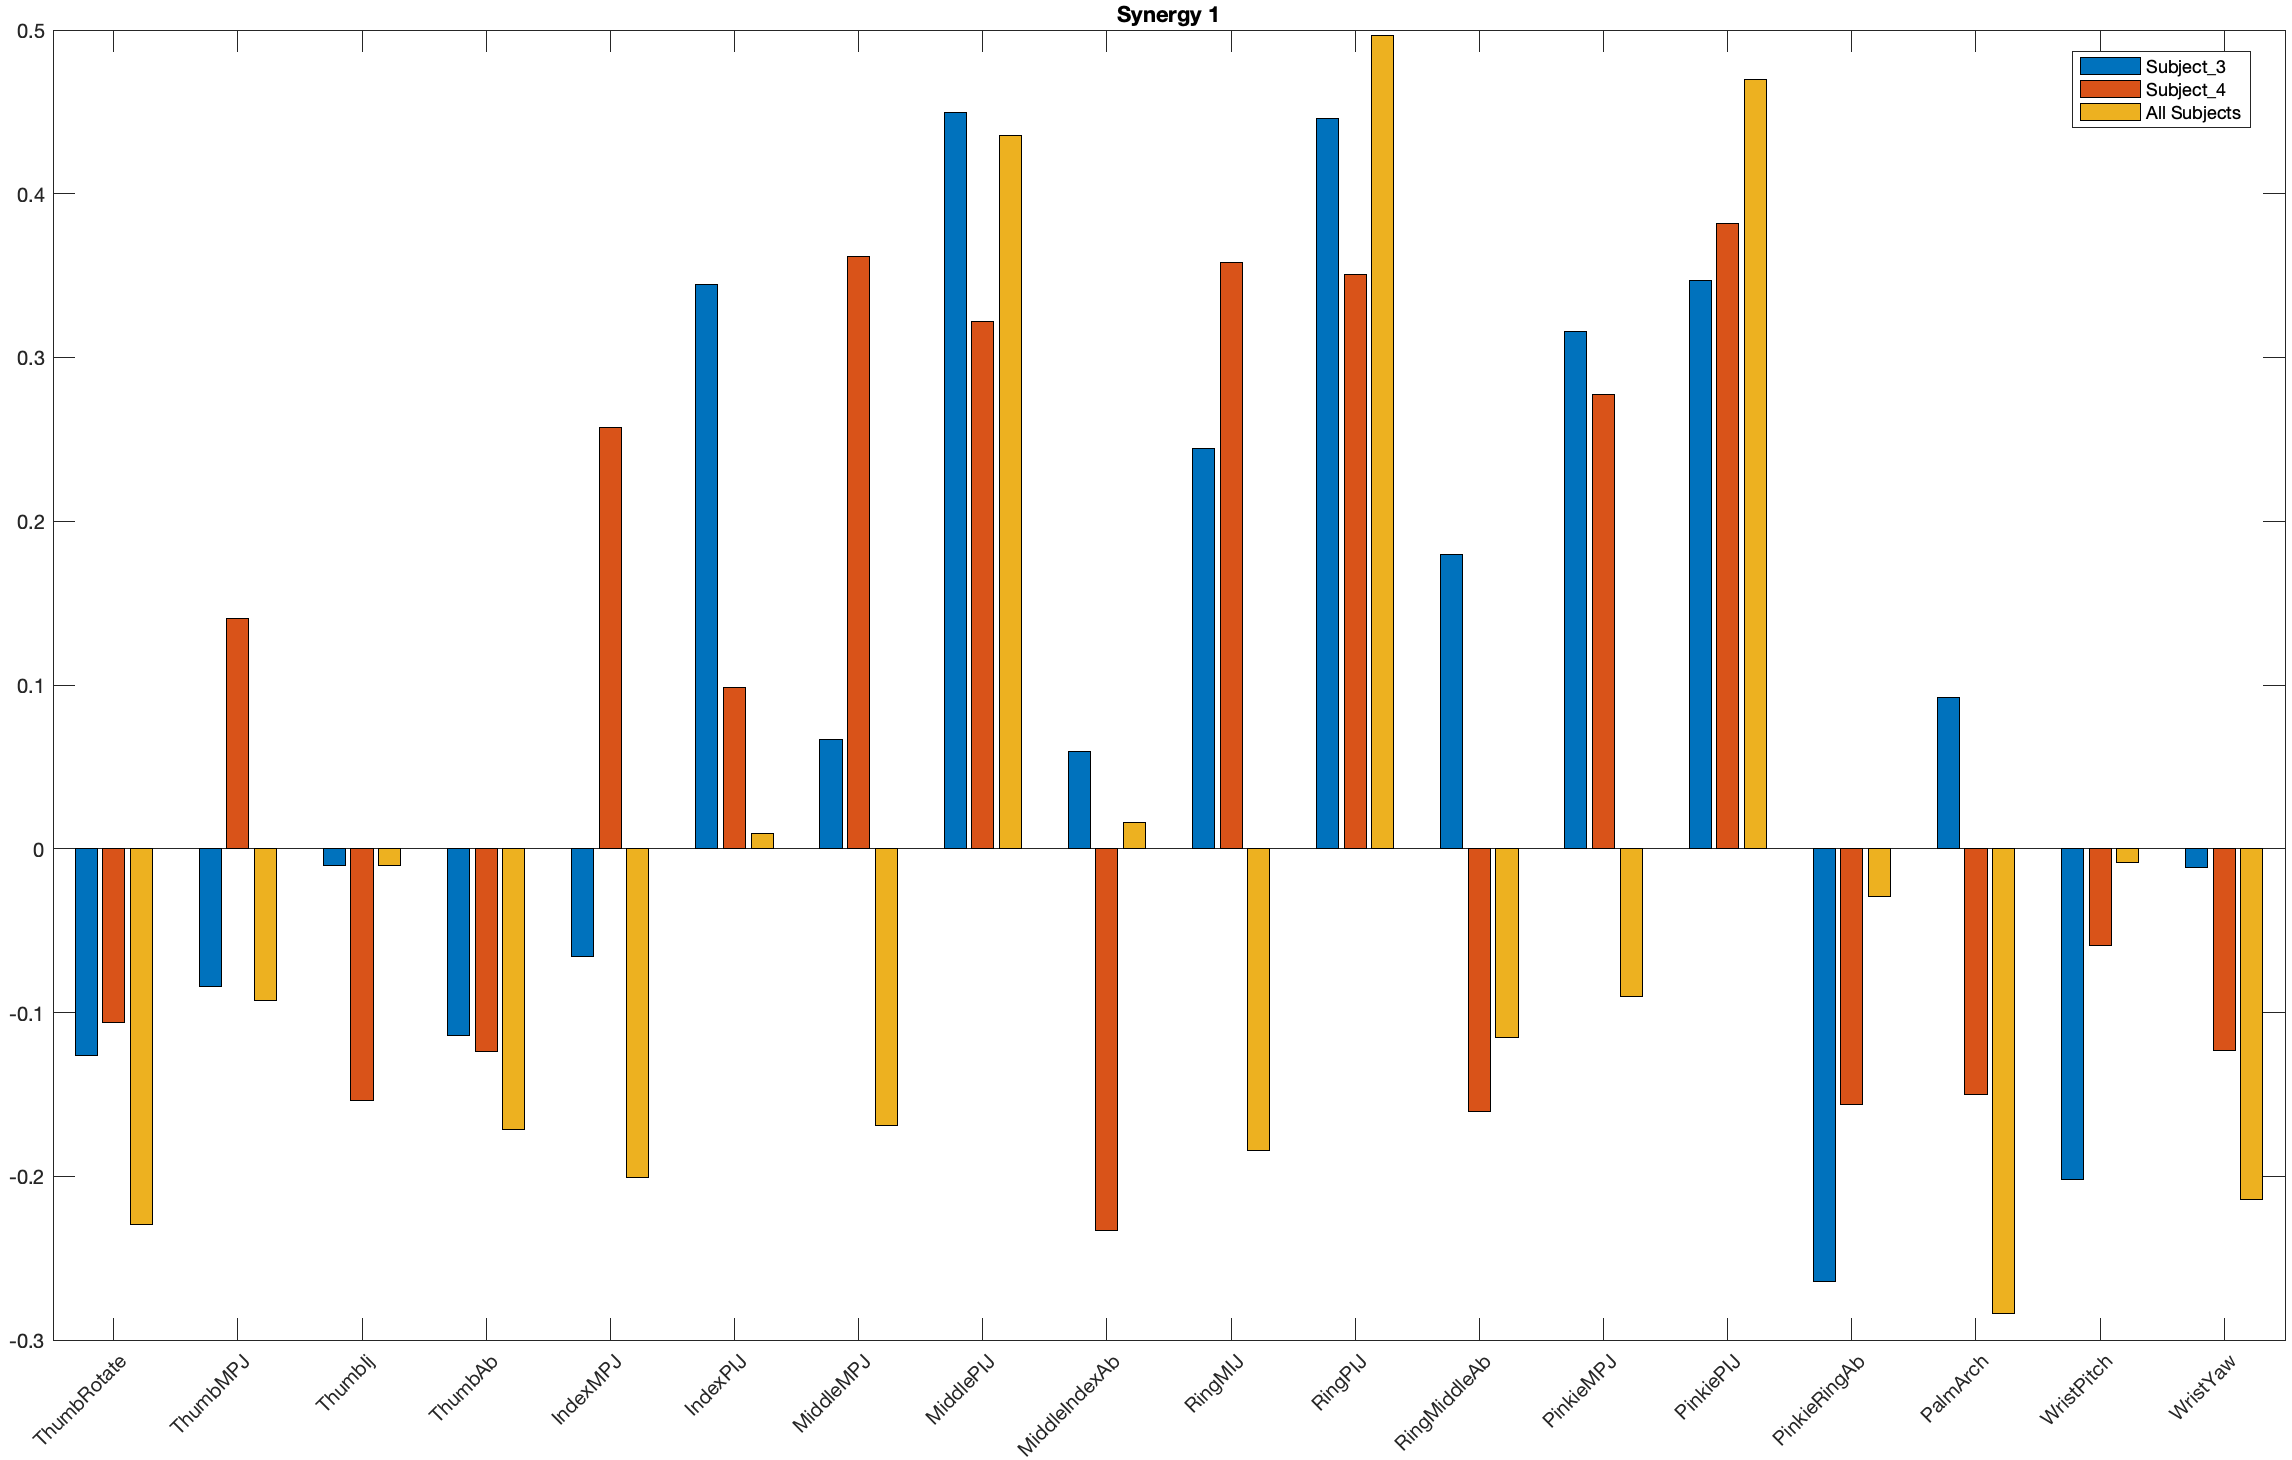 Synergy 1
Subject_3
Subject_4
All Subjects
0.5
0.4
0.3
0.2
0.1
0
-0.1
-0.2
-0.3
ThumbRotate
ThumbMPJ
ThumbIj
ThumbAb
IndexMPJ
IndexPIJ
MiddleMPJ
MiddlePIJ
MiddleIndexAb
RingMIJ
RingPIJ
RingMiddleAb
PinkieMPJ
PinkiePIJ
PinkieRingAb
PalmArch
WristPitch
WristYaw